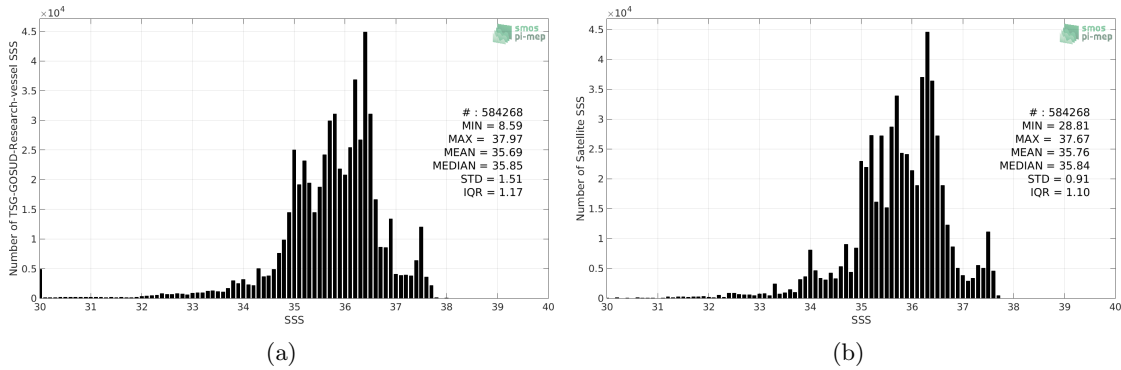 ×10⁴
4.5
4
3.5
3
2.5
2
1.5
1
0.5
0
Number of TSG-GOSUD-Research-vessel SSS
smos
pi-mep
# : 584268
MIN = 8.59
MAX = 37.97
MEAN = 35.69
MEDIAN = 35.85
STD = 1.51
IQR = 1.17
30 31 32 33 34 35 36 37 38 39 40
SSS
(a)
×10⁴
4.5
4
3.5
3
2.5
2
1.5
1
0.5
0
Number of Satellite SSS
smos
pi-mep
# : 584268
MIN = 28.81
MAX = 37.67
MEAN = 35.76
MEDIAN = 35.84
STD = 0.91
IQR = 1.10
30 31 32 33 34 35 36 37 38 39 40
SSS
(b)